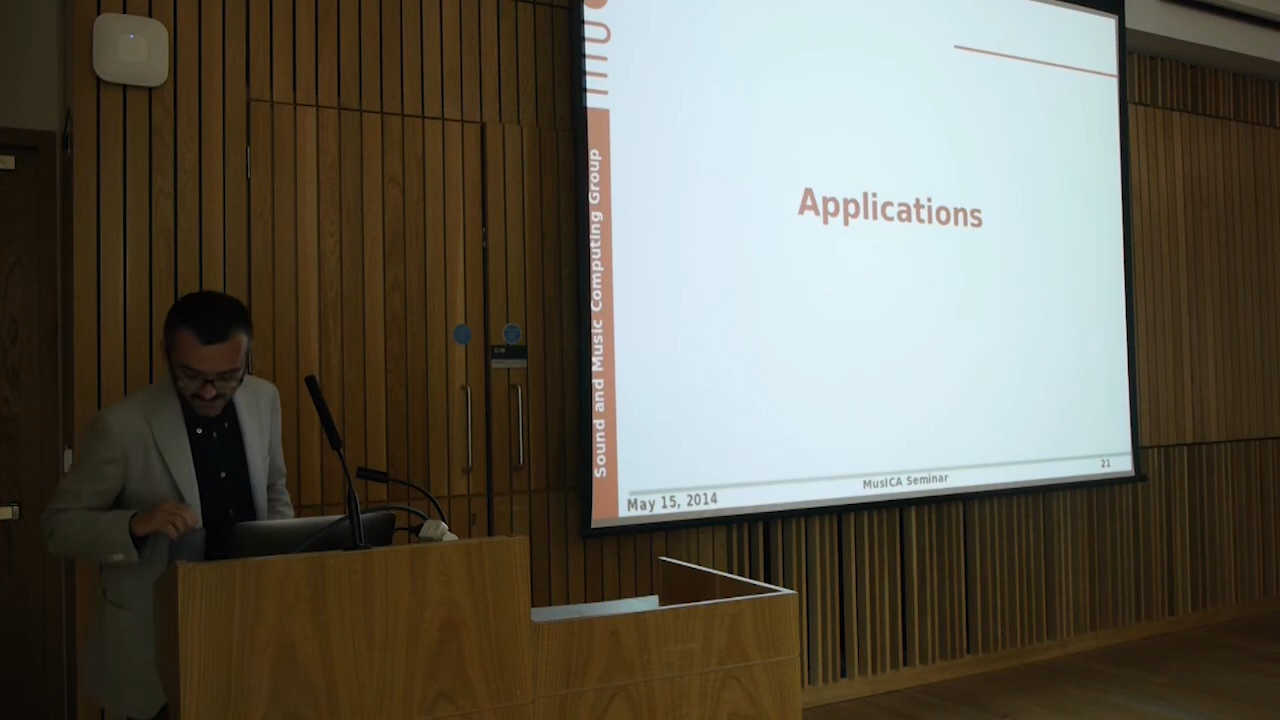 Applications
Sound and Music Computing Group
May 15, 2014
MusICA Seminar
21